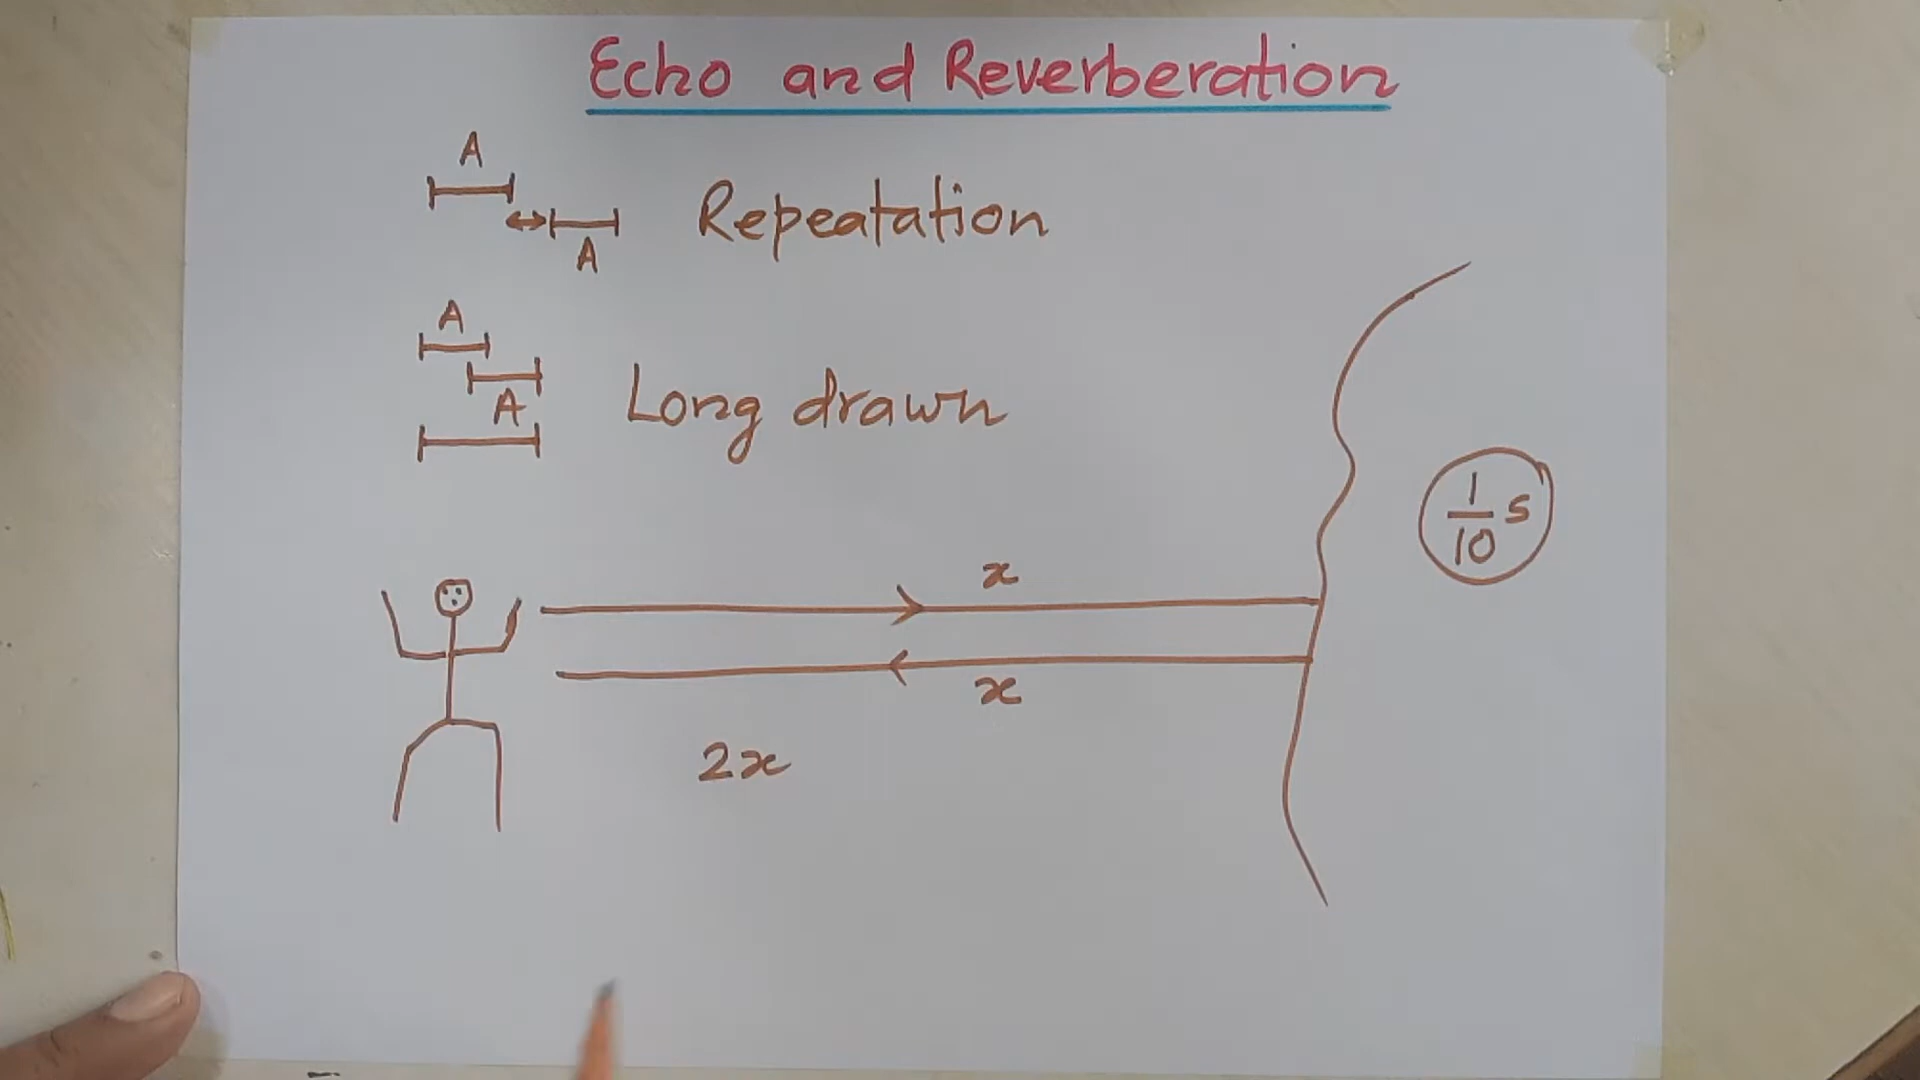 Echo and Reverberation
A
A
Repeatation
A
A
Long drawn
1/10 s
x
x
2x